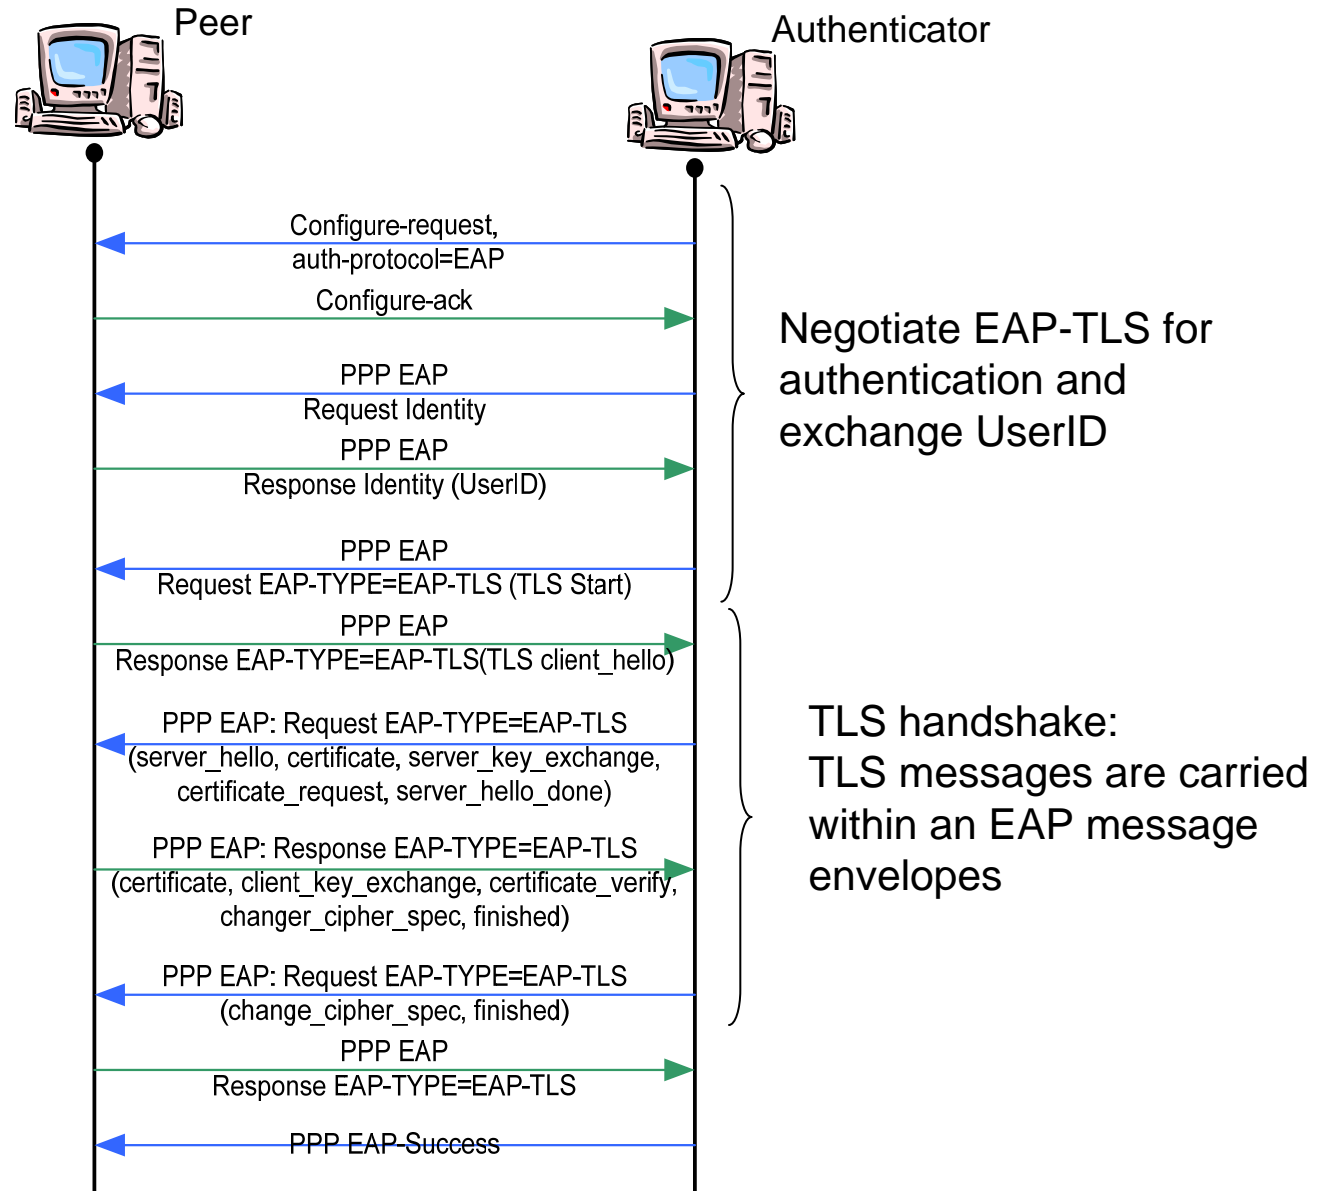 Peer
Authenticator
Configure-request,
auth-protocol=EAP
Configure-ack
PPP EAP
Request Identity
PPP EAP
Response Identity (UserID)
PPP EAP
Request EAP-TYPE=EAP-TLS (TLS Start)
Negotiate EAP-TLS for
authentication and
exchange UserID
PPP EAP
Response EAP-TYPE=EAP-TLS(TLS client_hello)
PPP EAP: Request EAP-TYPE=EAP-TLS
(server_hello, certificate, server_key_exchange,
certificate_request, server_hello_done)
PPP EAP: Response EAP-TYPE=EAP-TLS
(certificate, client_key_exchange, certificate_verify,
changer_cipher_spec, finished)
PPP EAP: Request EAP-TYPE=EAP-TLS
(change_cipher_spec, finished)
TLS handshake:
TLS messages are carried
within an EAP message
envelopes
PPP EAP
Response EAP-TYPE=EAP-TLS
PPP EAP-Success